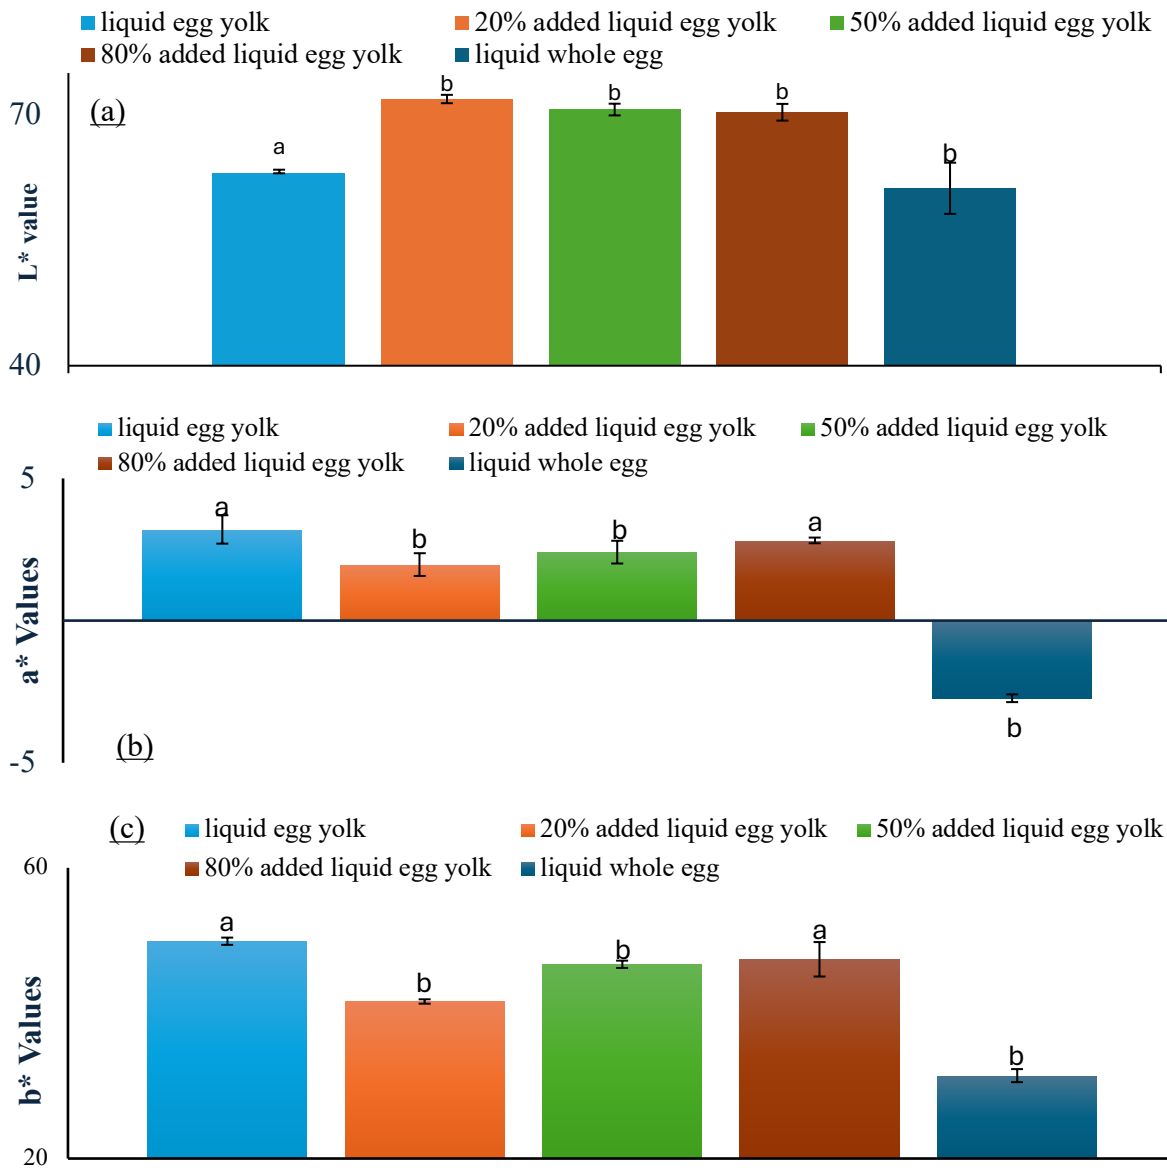 liquid egg yolk 20% added liquid egg yolk 50% added liquid egg yolk
80% added liquid egg yolk liquid whole egg
70
(a)
a
b
b
b
b
L* value
40
liquid egg yolk 20% added liquid egg yolk 50% added liquid egg yolk
80% added liquid egg yolk liquid whole egg
5
a
b
b
a
b
a* Values
-5
(b)
(c)
liquid egg yolk 20% added liquid egg yolk 50% added liquid egg yolk
80% added liquid egg yolk liquid whole egg
60
a
b
b
a
b
b* Values
20